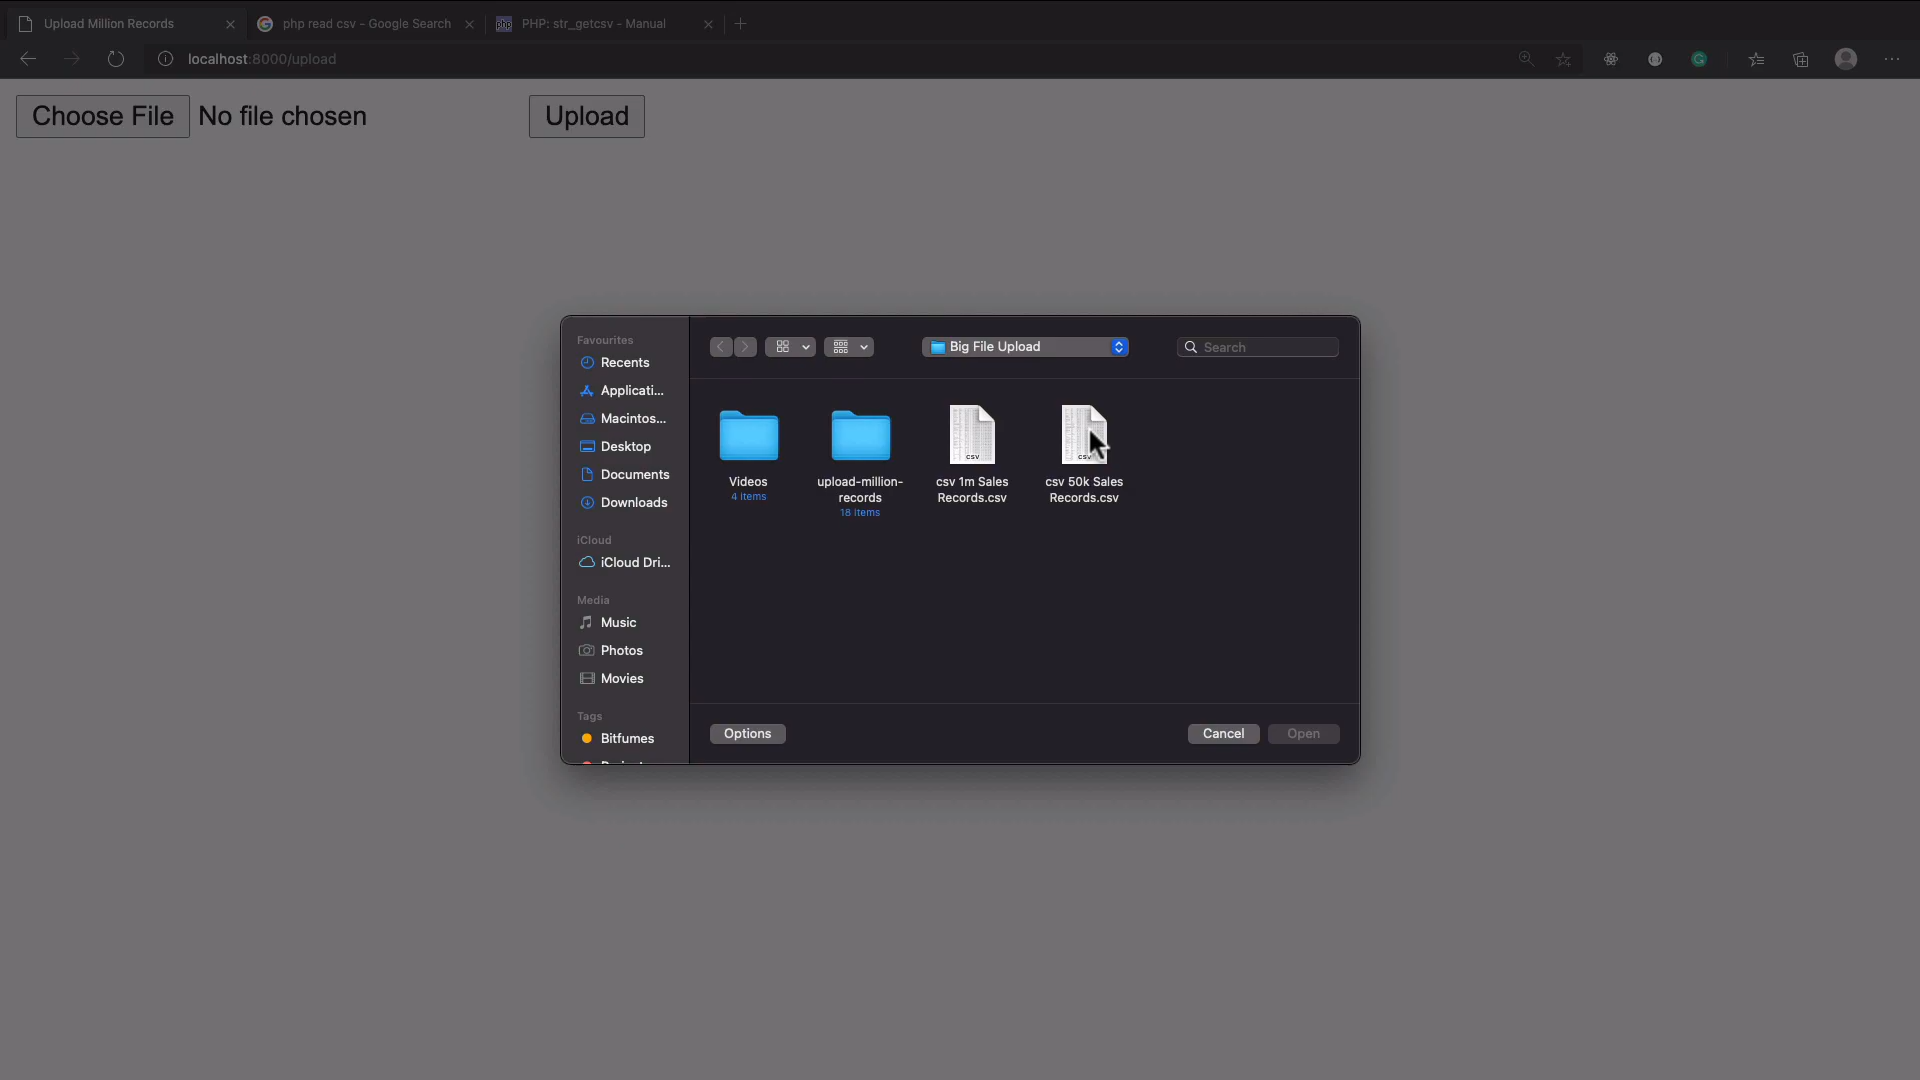 Upload Million Records
php read csv - Google Search
php
PHP: str_getcsv - Manual
localhost:8000/upload
Choose File
No file chosen
Upload
Favourites
Recents
Applicati...
Macintos...
Desktop
Documents
Downloads
iCloud
iCloud Dri...
Media
Music
Photos
Movies
Tags
Bitfumes
Big File Upload
Search
Videos
4 items
upload-million-
records
18 items
CSV
csv 1m Sales
Records.csv
CSV
csv 50k Sales
Records.csv
Options
Cancel
Open